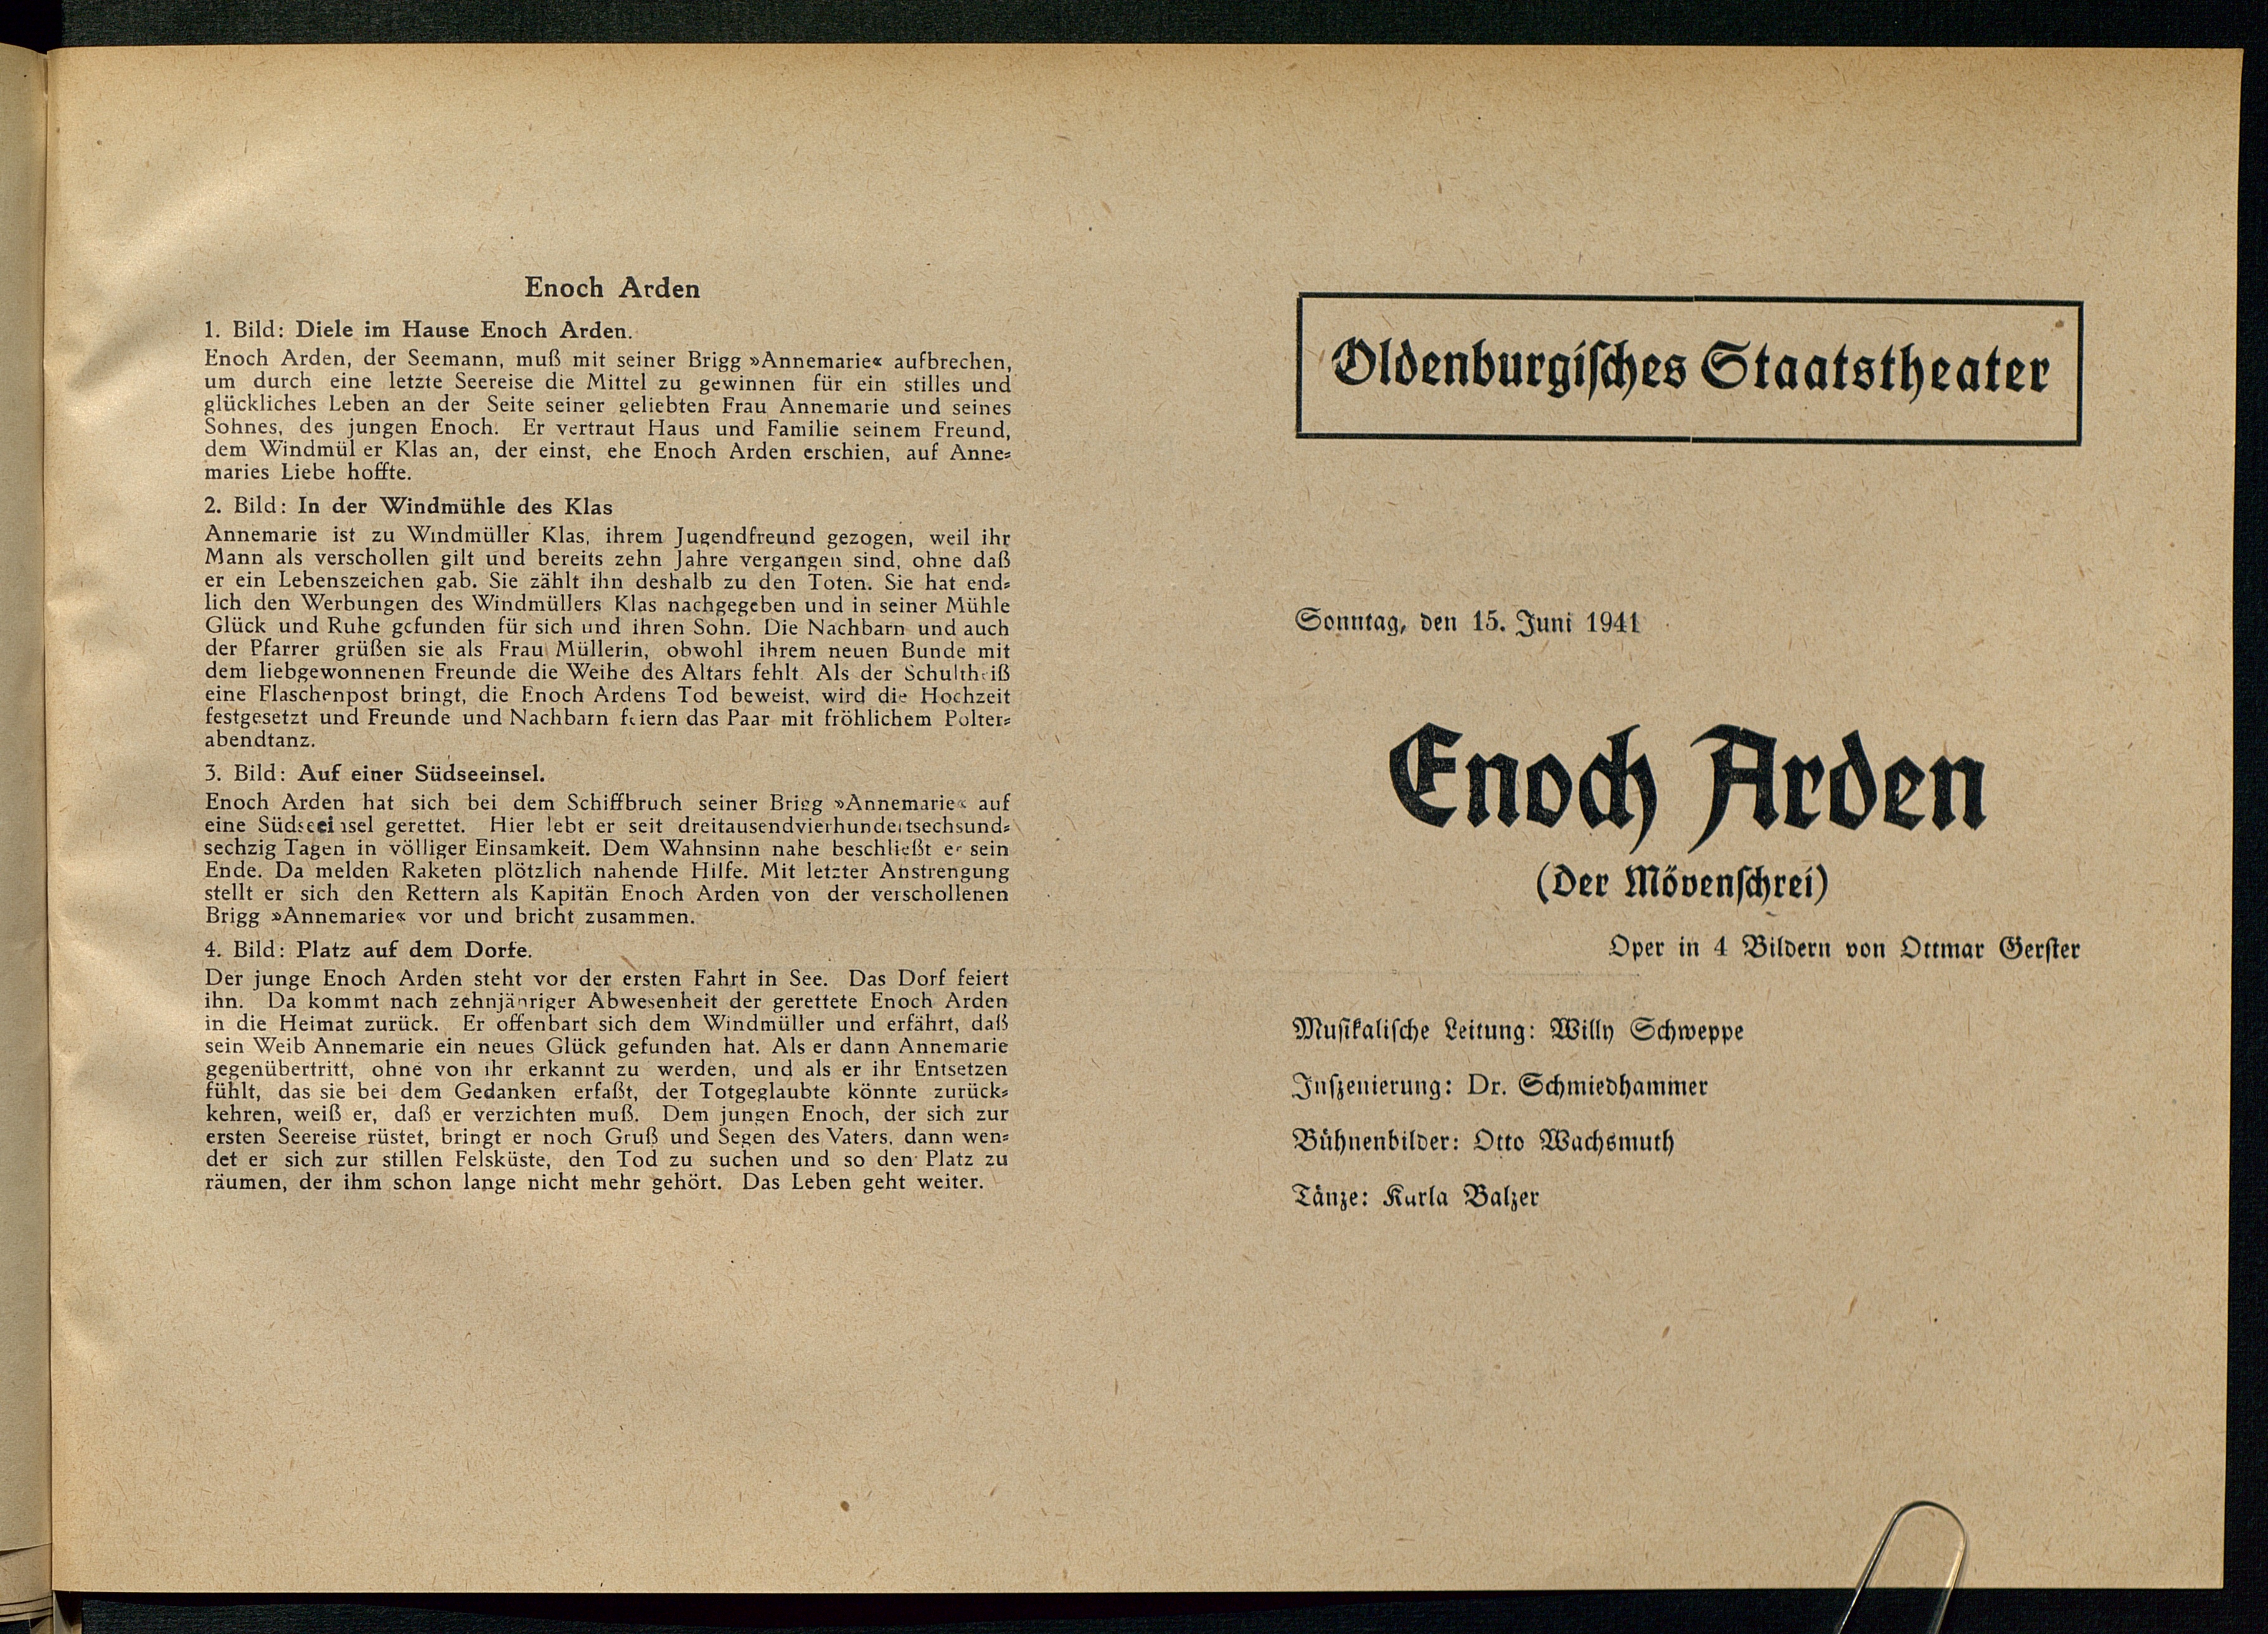 Enoch Arden
1. Bild: Diele im Hause Enoch Arden.
Enoch Arden, der Seemann, muß mit seiner Brigg »Annemarie« aufbrechen,
um durch eine letzte Seereise die Mittel zu gewinnen für ein stilles und
glückliches Leben an der Seite seiner geliebten Frau Annemarie und seines
Sohnes, des jungen Enoch. Er vertraut Haus und Familie seinem Freund,
dem Windmül er Klas an, der einst, ehe Enoch Arden erschien, auf Anne-
maries Liebe hoffte.
2. Bild: In der Windmühle des Klas
Annemarie ist zu Windmüller Klas, ihrem Jugendfreund gezogen, weil ihr
Mann als verschollen gilt und bereits zehn Jahre vergangen sind, ohne daß
er ein Lebenszeichen gab. Sie zählt ihn deshalb zu den Toten. Sie hat end-
lich den Werbungen des Windmüllers Klas nachgegeben und in seiner Mühle
Glück und Ruhe gefunden für sich und ihren Sohn. Die Nachbarn und auch
der Pfarrer grüßen sie als Frau Müllerin, obwohl ihrem neuen Bunde mit
dem liebgewonnenen Freunde die Weihe des Altars fehlt. Als der Schultheiß
eine Flaschenpost bringt, die Enoch Ardens Tod beweist, wird die Hochzeit
festgesetzt und Freunde und Nachbarn feiern das Paar mit fröhlichem Polter-
abendtanz.
3. Bild: Auf einer Südseeinsel.
Enoch Arden hat sich bei dem Schiffbruch seiner Brigg »Annemarie« auf
eine Südseeinsel gerettet. Hier lebt er seit dreitausendvierhundertsechsund-
sechzig Tagen in völliger Einsamkeit. Dem Wahnsinn nahe beschließt er sein
Ende. Da melden Raketen plötzlich nahende Hilfe. Mit letzter Anstrengung
stellt er sich den Rettern als Kapitän Enoch Arden von der verschollenen
Brigg »Annemarie« vor und bricht zusammen.
4. Bild: Platz auf dem Dorfe.
Der junge Enoch Arden steht vor der ersten Fahrt in See. Das Dorf feiert
ihn. Da kommt nach zehnjähriger Abwesenheit der gerettete Enoch Arden
in die Heimat zurück. Er offenbart sich dem Windmüller und erfährt, daß
sein Weib Annemarie ein neues Glück gefunden hat. Als er dann Annemarie
gegenübertritt, ohne von ihr erkannt zu werden, und als er ihr Entsetzen
fühlt, das sie bei dem Gedanken erfaßt, der Totgeglaubte könnte zurück-
kehren, weiß er, daß er verzichten muß. Dem jungen Enoch, der sich zur
ersten Seereise rüstet, bringt er noch Gruß und Segen des Vaters, dann wen-
det er sich zur stillen Felsküste, den Tod zu suchen und so den Platz zu
räumen, der ihm schon lange nicht mehr gehört. Das Leben geht weiter.
Oldenburgisches Staatstheater
Sonntag, den 15. Juni 1941
Enoch Arden
(Der Mövenschrei)
Oper in 4 Bildern von Ottmar Gerster
Musikalische Leitung: Willy Schweppe
Inszenierung: Dr. Schmiedhammer
Bühnenbilder: Otto Wachsmuth
Tänze: Karla Balzer